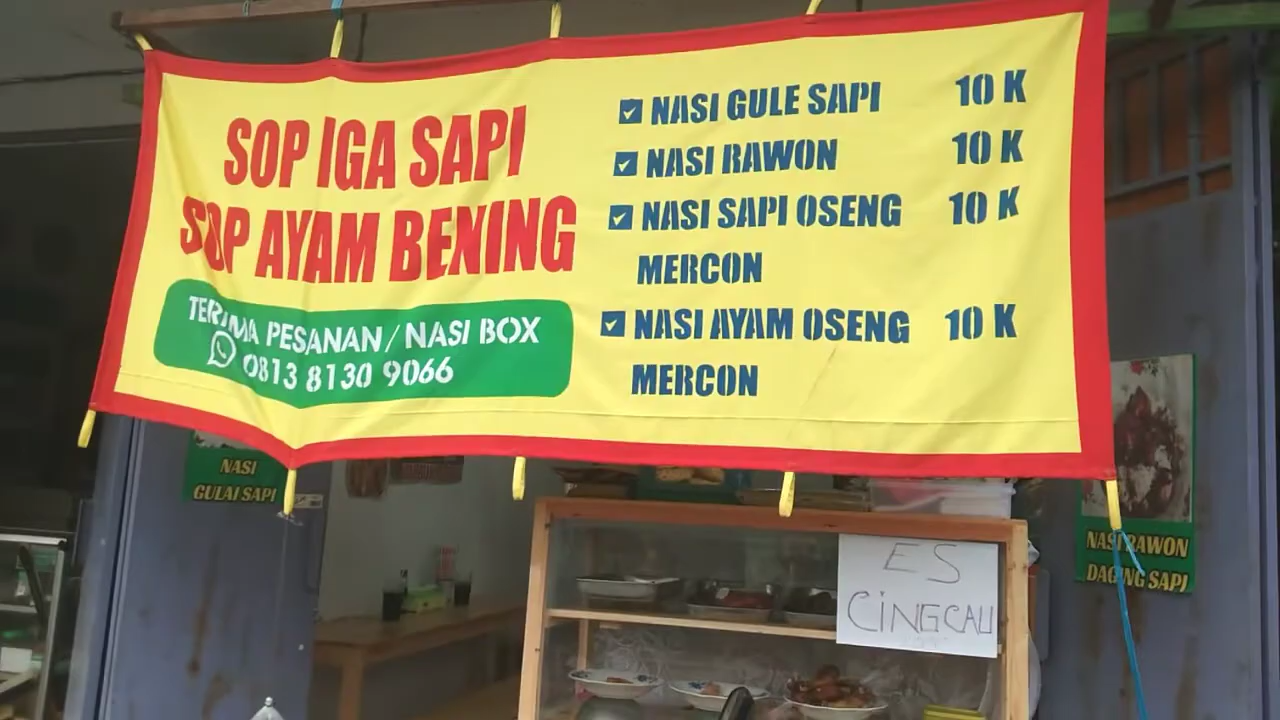 SOP IGA SAPI
SOP AYAM BENING
TERIMA PESANAN / NASI BOX
0813 8130 9066
NASI GULE SAPI 10 K
NASI RAWON 10 K
NASI SAPI OSENG 10 K
MERCON
NASI AYAM OSENG 10 K
MERCON
NASI
GULAI SAPI
ES
CINGCAU
NASI RAWON
DAGING SAPI